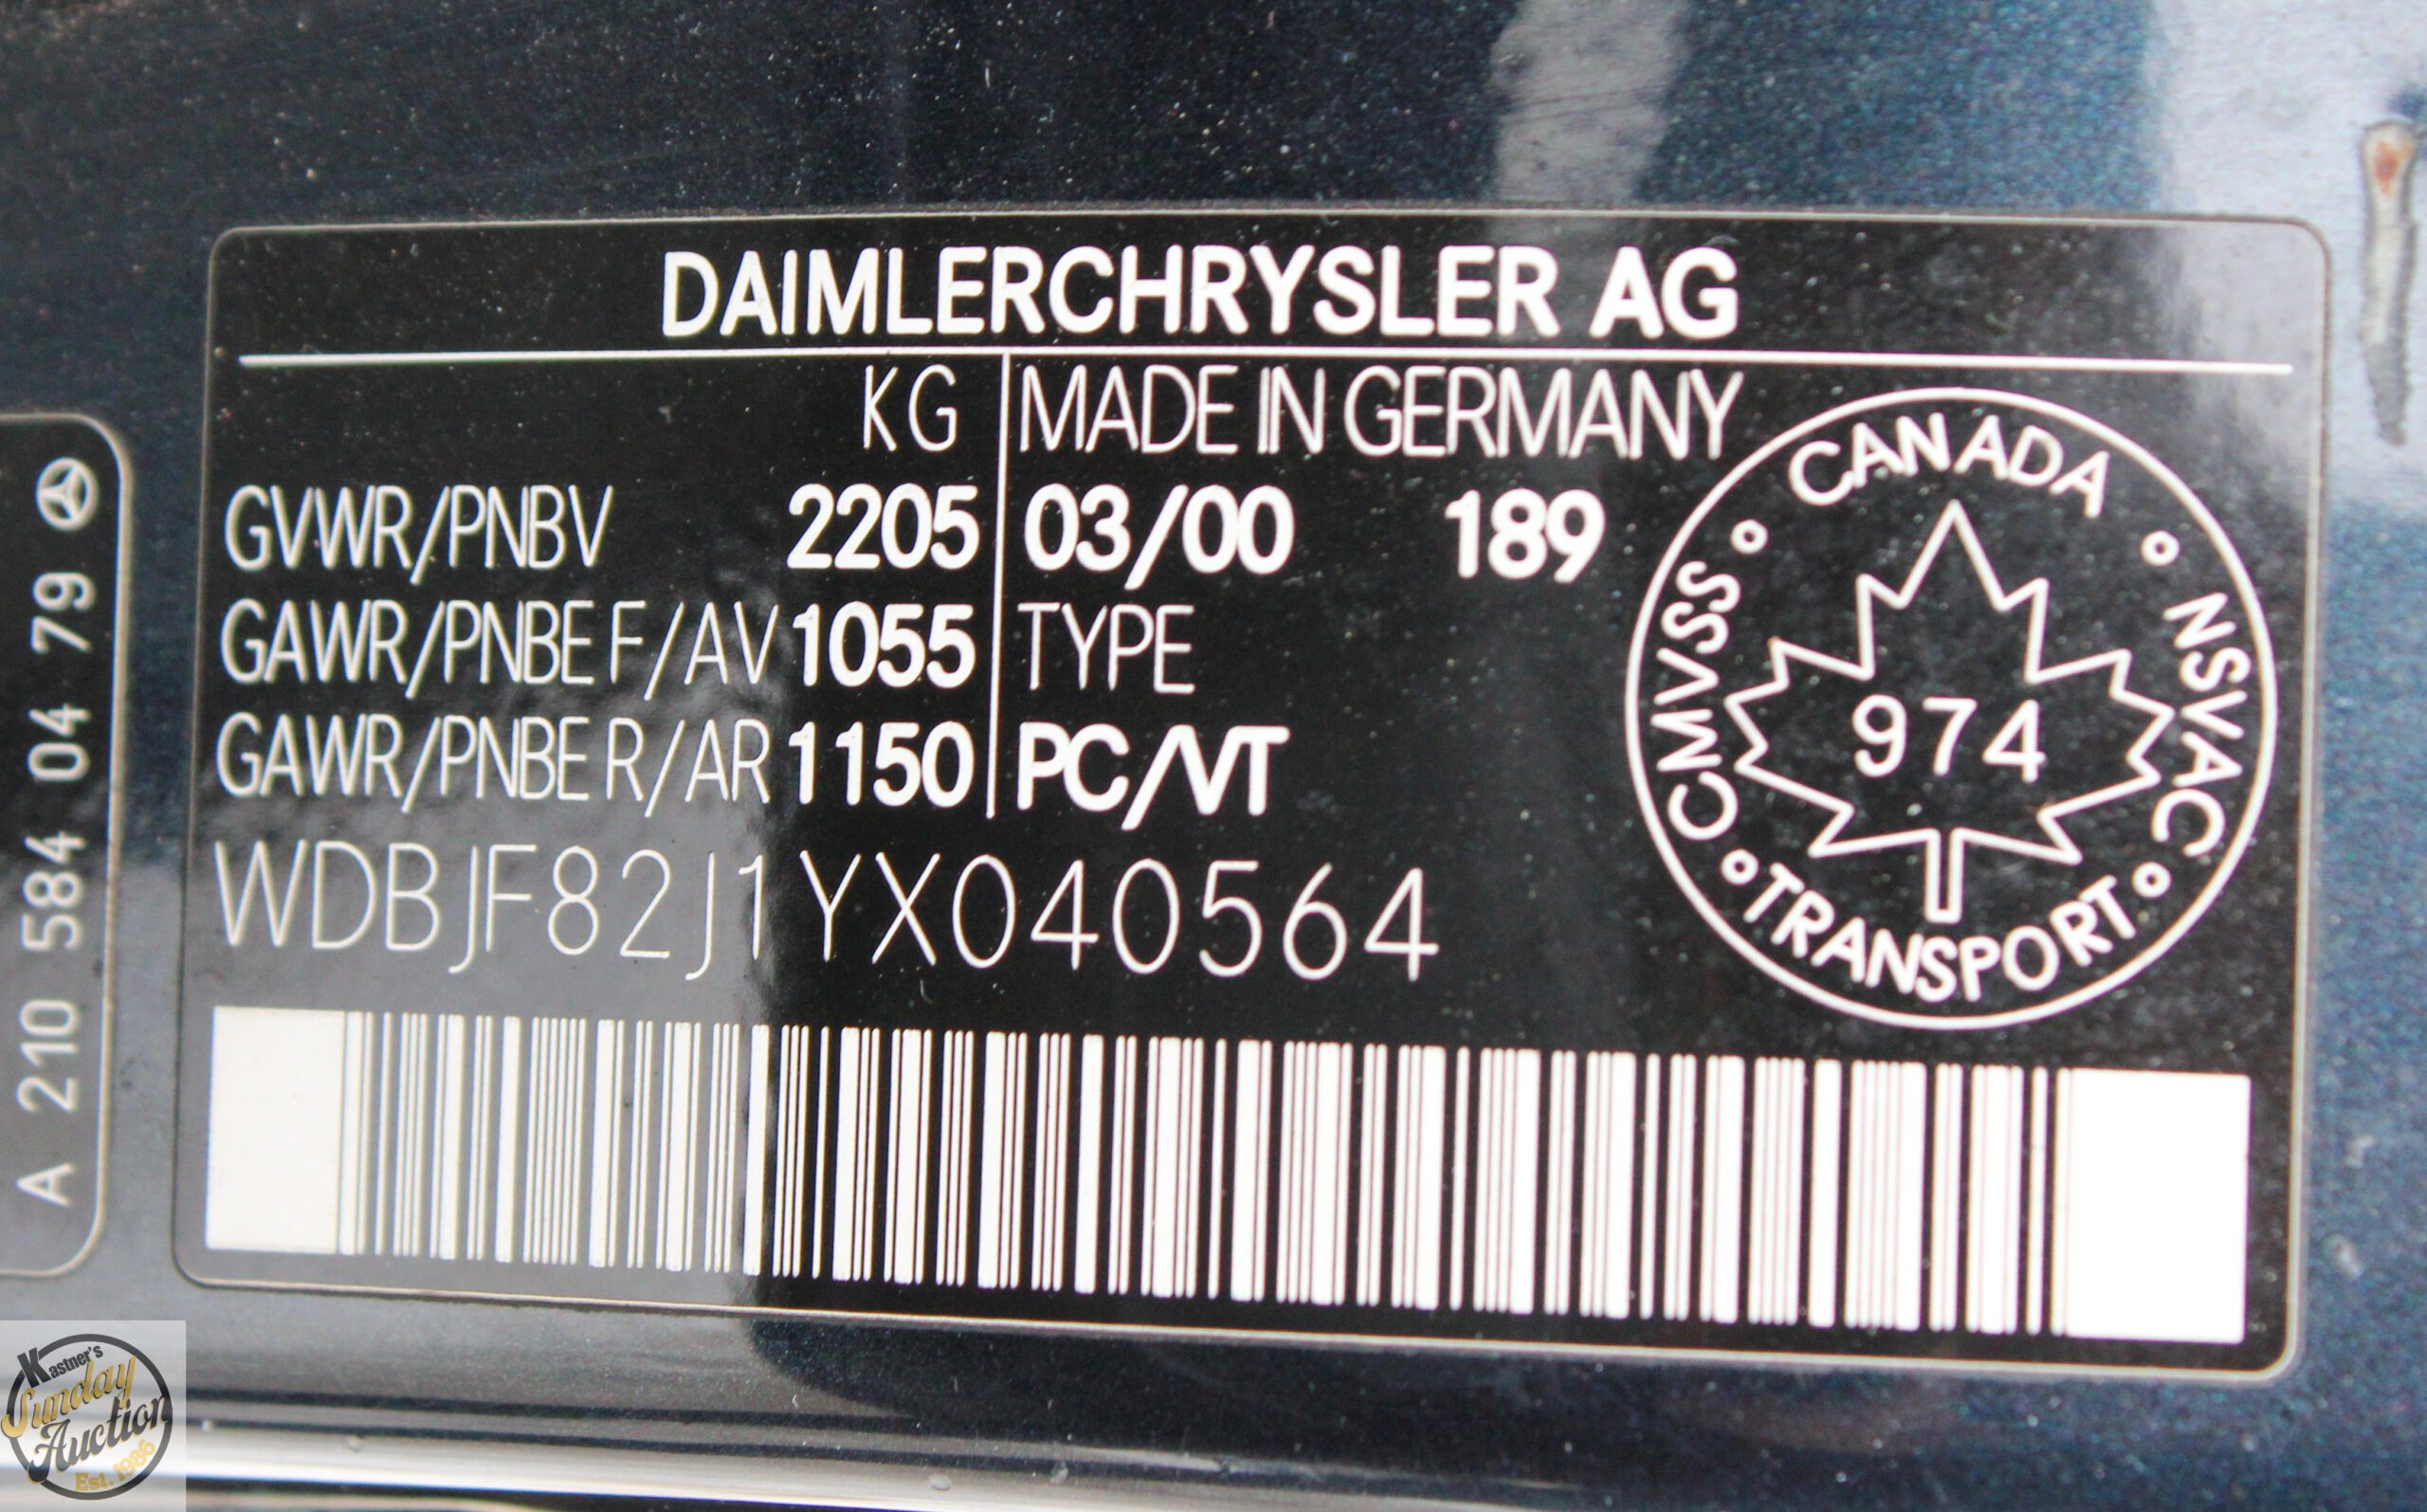 DAIMLERCHRYSLER AG
KG MADE IN GERMANY
GVWR/PNBV 2205 03/00 189
GAWR/PNBE F/AV 1055 TYPE
GAWR/PNBE R/AR 1150 PC/VT
WDBJF82J1YX040564
CANADA
NSVAC
TRANSPORT
CMVSS
974
A 210 584 04 79
Kastner's
Sunday
Auction
Est. 1986